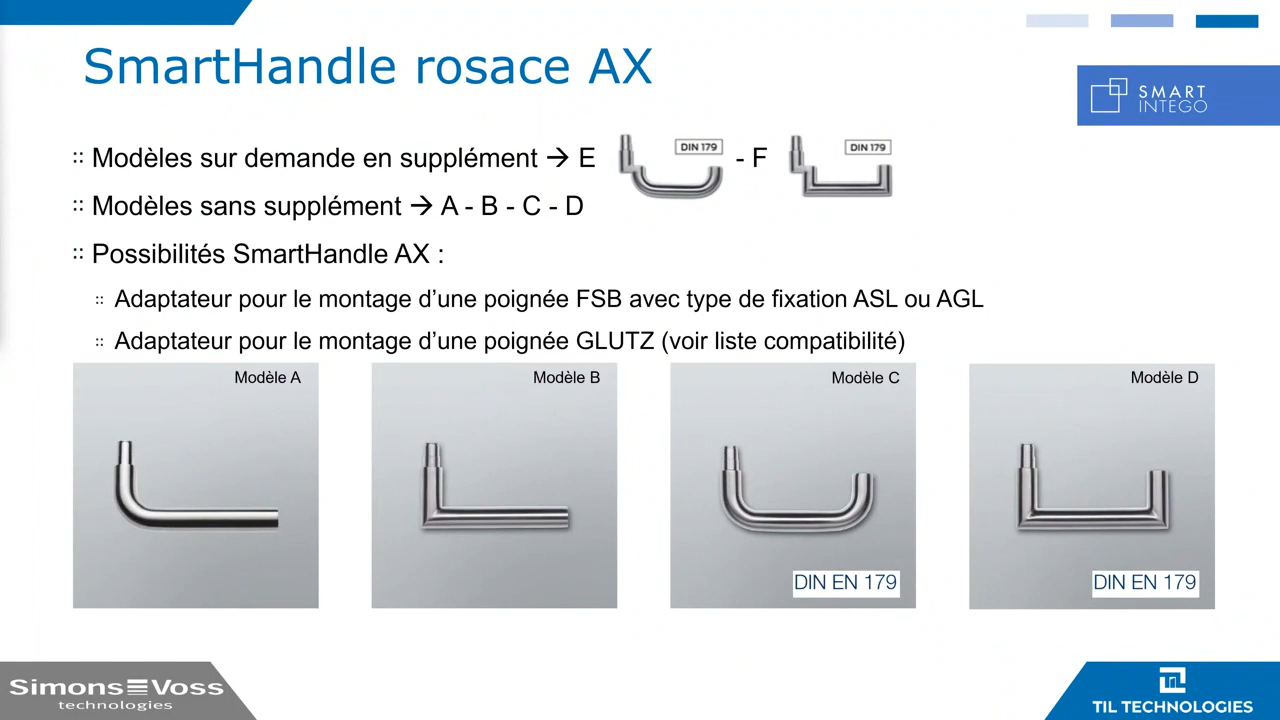 SmartHandle rosace AX
SMART
INTEGO
Modèles sur demande en supplément → E DIN 179 - F DIN 179
Modèles sans supplément → A - B - C - D
Possibilités SmartHandle AX :
Adaptateur pour le montage d’une poignée FSB avec type de fixation ASL ou AGL
Adaptateur pour le montage d’une poignée GLUTZ (voir liste compatibilité)
Modèle A
Modèle B
Modèle C
Modèle D
DIN EN 179
DIN EN 179
Simons Voss
technologies
TIL TECHNOLOGIES